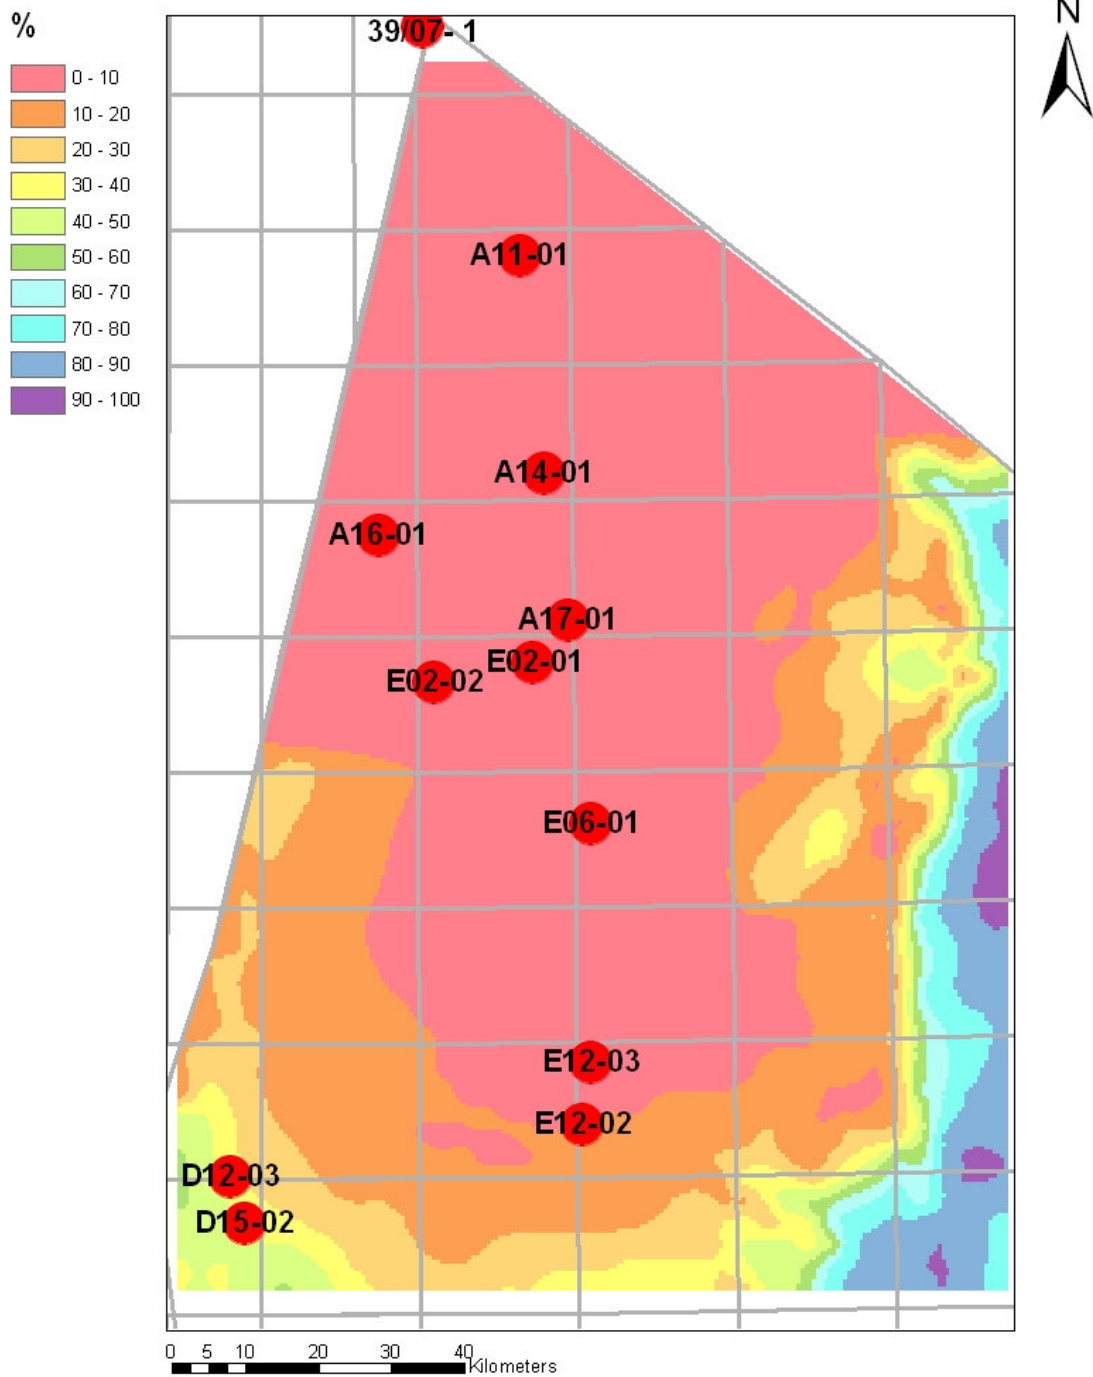 %
0 - 10
10 - 20
20 - 30
30 - 40
40 - 50
50 - 60
60 - 70
70 - 80
80 - 90
90 - 100
N
39/07- 1
A11-01
A14-01
A16-01
A17-01
E02-01
E02-02
E06-01
E12-03
E12-02
D12-03
D15-02
0 5 10 20 30 40
Kilometers